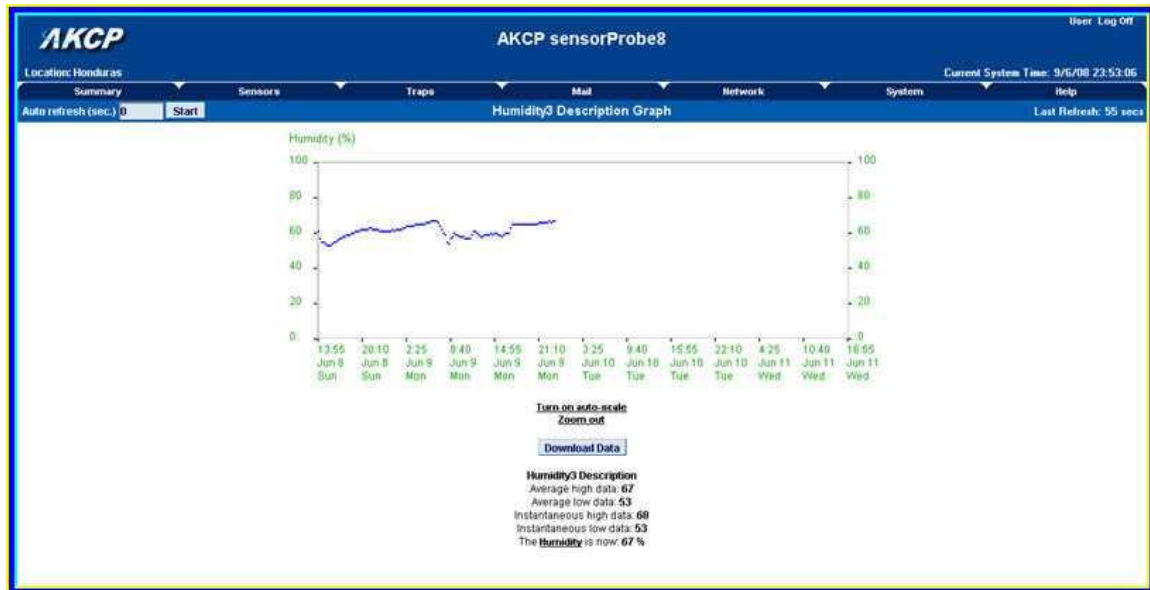 User Log Off
AKCP
AKCP sensorProbe8
Location: Honduras
Current System Time: 9/6/08 23:53:06
Summary Sensors Traps Mail Network System Help
Auto refresh (sec.) 0 Start Humidity3 Description Graph Last Refresh: 55 secs
Humidity (%)
100 100
80 80
60 60
40 40
20 20
0 0
13:55 20:10 2:25 8:40 14:55 21:10 3:25 9:40 15:55 22:10 4:25 10:40 16:55
Jun 8 Jun 8 Jun 9 Jun 9 Jun 9 Jun 9 Jun 10 Jun 10 Jun 10 Jun 10 Jun 11 Jun 11 Jun 11
Sun Sun Mon Mon Mon Mon Tue Tue Tue Tue Wed Wed Wed
Turn on auto-scale
Zoom out
Download Data
Humidity3 Description
Average high data: 67
Average low data: 53
Instantaneous high data: 68
Instantaneous low data: 53
The Humidity is now: 67 %